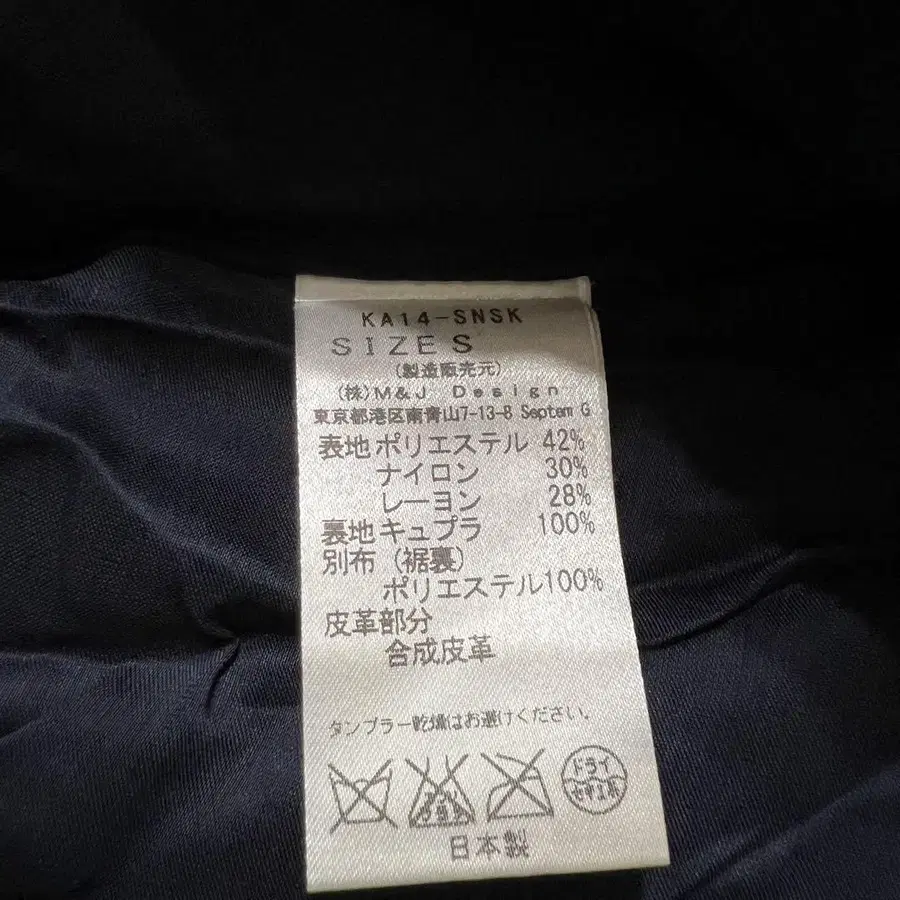 KA14-SNSK
SIZE S
(製造販売元)
(株)M&J Design
東京都港区南青山7-13-8 Septem G
表地 ポリエステル 42%
ナイロン 30%
レーヨン 28%
裏地 キュプラ 100%
別布 (裾裏)
ポリエステル100%
皮革部分
合成皮革
タンブラー乾燥はお避けください。
ドライ
セキユ系
日本製